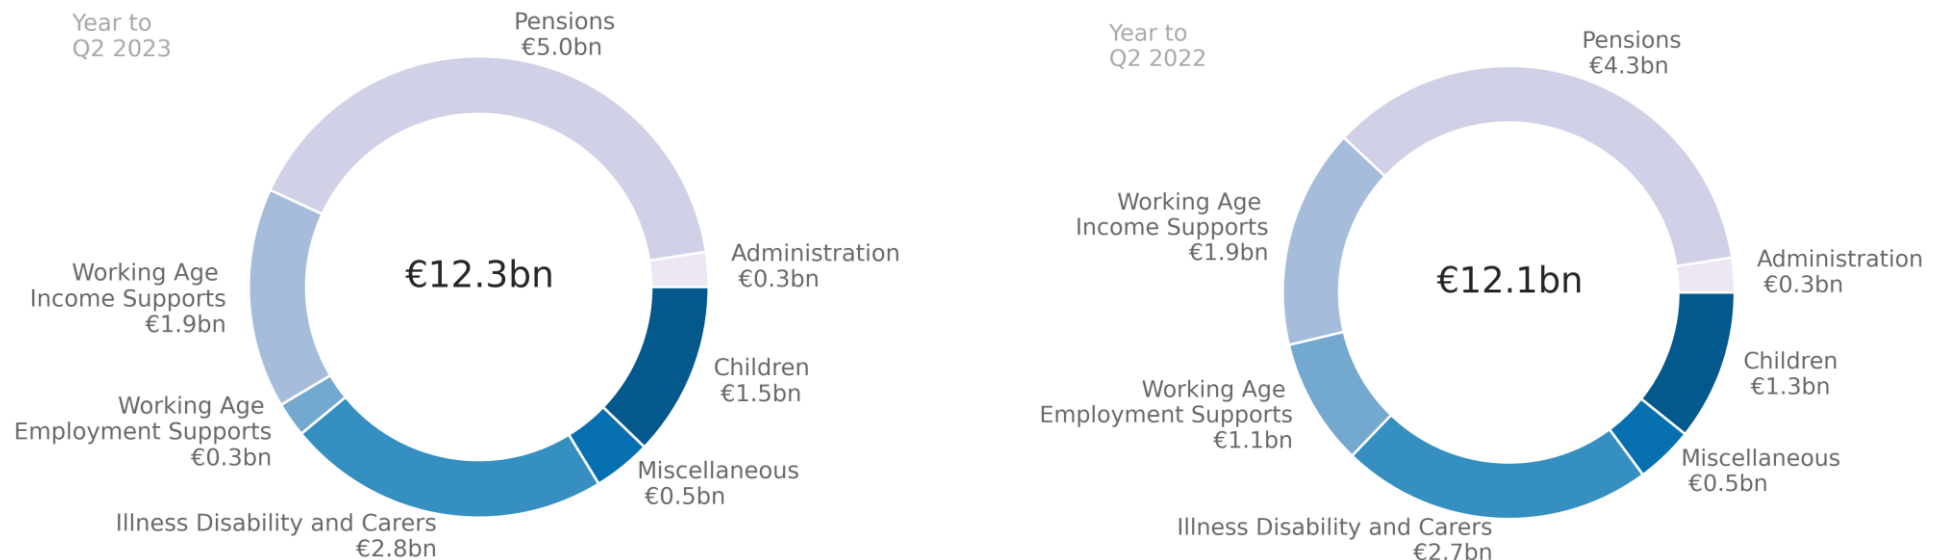 Year to
Q2 2023
Pensions
€5.0bn
Administration
€0.3bn
Children
€1.5bn
Miscellaneous
€0.5bn
Illness Disability and Carers
€2.8bn
Working Age
Employment Supports
€0.3bn
Working Age
Income Supports
€1.9bn
€12.3bn
Year to
Q2 2022
Pensions
€4.3bn
Administration
€0.3bn
Children
€1.3bn
Miscellaneous
€0.5bn
Illness Disability and Carers
€2.7bn
Working Age
Employment Supports
€1.1bn
Working Age
Income Supports
€1.9bn
€12.1bn